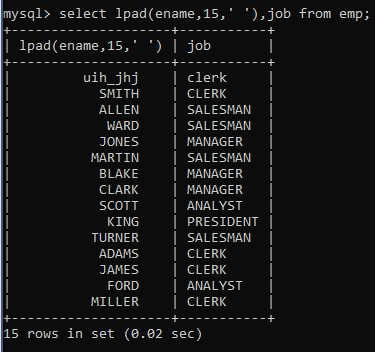 mysql> select lpad(ename,15,' '),job from emp;
+--------------------+-----------+
| lpad(ename,15,' ') | job       |
+--------------------+-----------+
|         uih_jhj    | clerk     |
|           SMITH    | CLERK     |
|           ALLEN    | SALESMAN  |
|            WARD    | SALESMAN  |
|           JONES    | MANAGER   |
|          MARTIN    | SALESMAN  |
|           BLAKE    | MANAGER   |
|           CLARK    | MANAGER   |
|           SCOTT    | ANALYST   |
|            KING    | PRESIDENT |
|          TURNER    | SALESMAN  |
|           ADAMS    | CLERK     |
|           JAMES    | CLERK     |
|            FORD    | ANALYST   |
|          MILLER    | CLERK     |
+--------------------+-----------+
15 rows in set (0.02 sec)